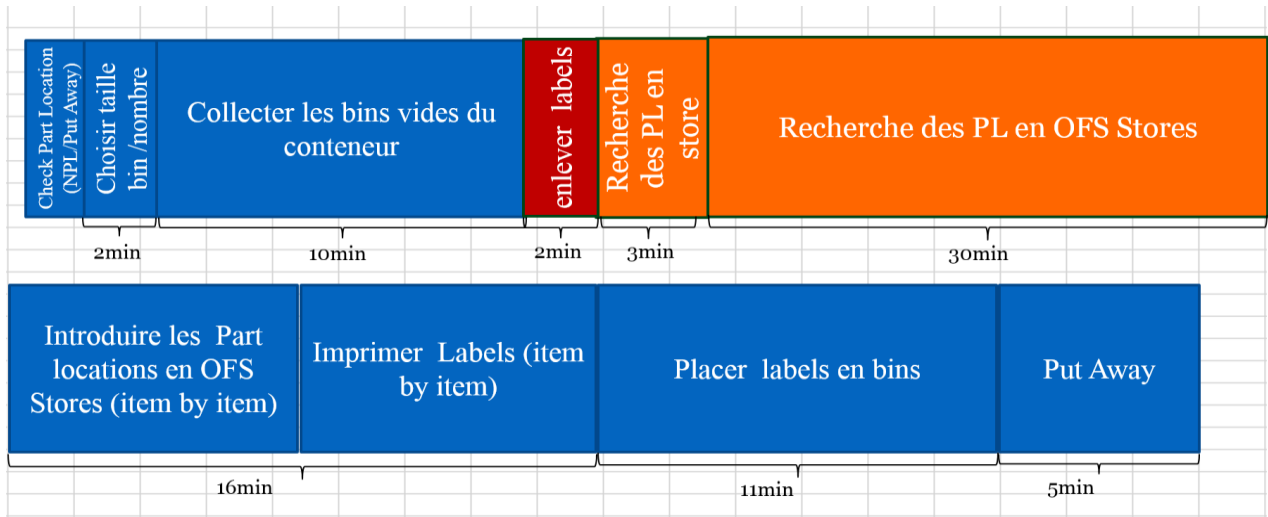 Check Part Location
(NPL/Put Away)
Choisir taille
bin /nombre
Collecter les bins vides du
conteneur
enlever labels
Recherche
des PL en
store
Recherche des PL en OFS Stores
2min
10min
2min
3min
30min
Introduire les Part
locations en OFS
Stores (item by item)
Imprimer Labels (item
by item)
Placer labels en bins
Put Away
16min
11min
5min